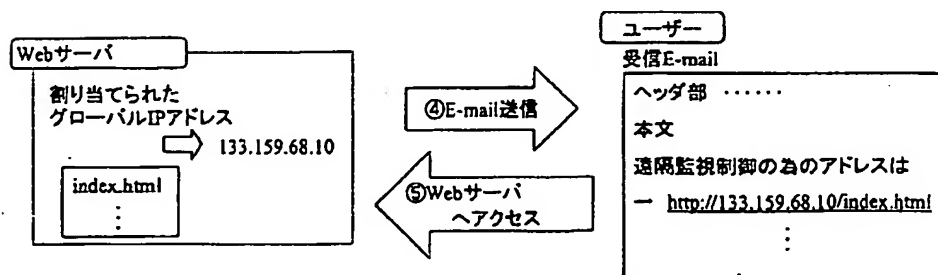 Webサーバ
割り当てられた
グローバルIPアドレス
133.159.68.10
index.html
⋮
④E-mail送信
⑤Webサーバ
へアクセス
ユーザー
受信E-mail
ヘッダ部 ……
本文
遠隔監視制御の為のアドレスは
→ http://133.159.68.10/index.html
⋮